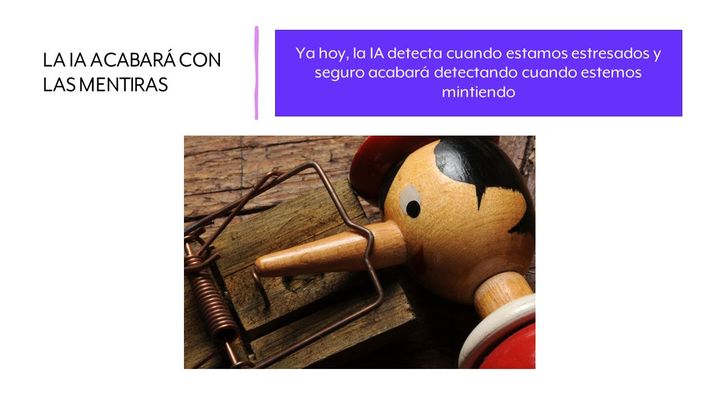 LA IA ACABARÁ CON
LAS MENTIRAS
Ya hoy, la IA detecta cuando estamos estresados y
seguro acabará detectando cuando estemos
mintiendo